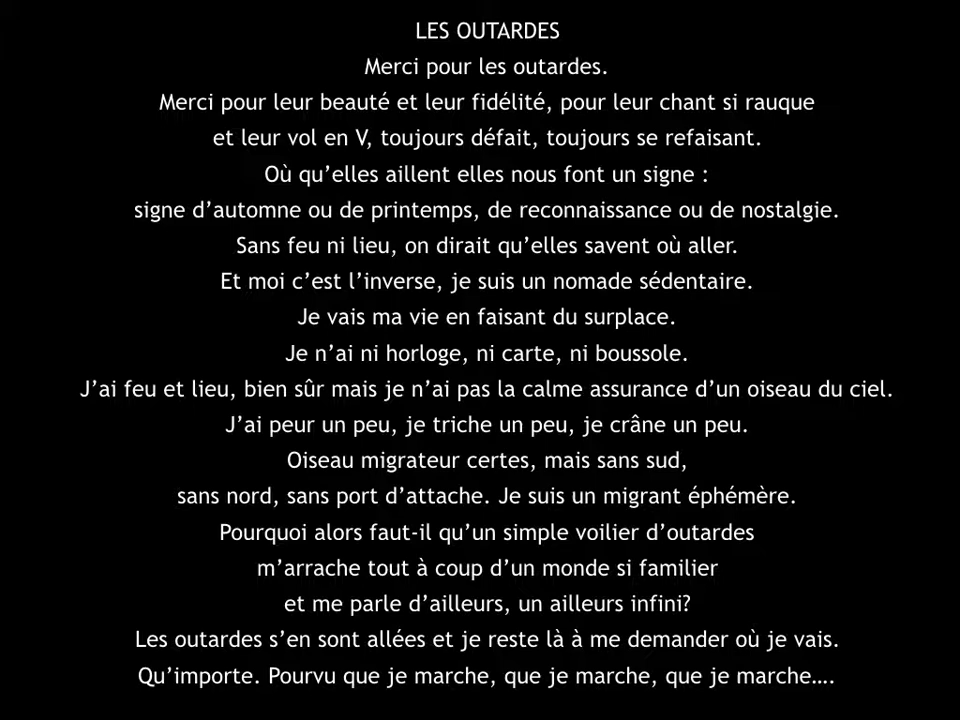 LES OUTARDES
Merci pour les outardes.
Merci pour leur beauté et leur fidélité, pour leur chant si rauque
et leur vol en V, toujours défait, toujours se refaisant.
Où qu’elles aillent elles nous font un signe :
signe d’automne ou de printemps, de reconnaissance ou de nostalgie.
Sans feu ni lieu, on dirait qu’elles savent où aller.
Et moi c’est l’inverse, je suis un nomade sédentaire.
Je vais ma vie en faisant du surplace.
Je n’ai ni horloge, ni carte, ni boussole.
J’ai feu et lieu, bien sûr mais je n’ai pas la calme assurance d’un oiseau du ciel.
J’ai peur un peu, je triche un peu, je crâne un peu.
Oiseau migrateur certes, mais sans sud,
sans nord, sans port d’attache. Je suis un migrant éphémère.
Pourquoi alors faut-il qu’un simple voilier d’outardes
m’arrache tout à coup d’un monde si familier
et me parle d’ailleurs, un ailleurs infini?
Les outardes s’en sont allées et je reste là à me demander où je vais.
Qu’importe. Pourvu que je marche, que je marche, que je marche….